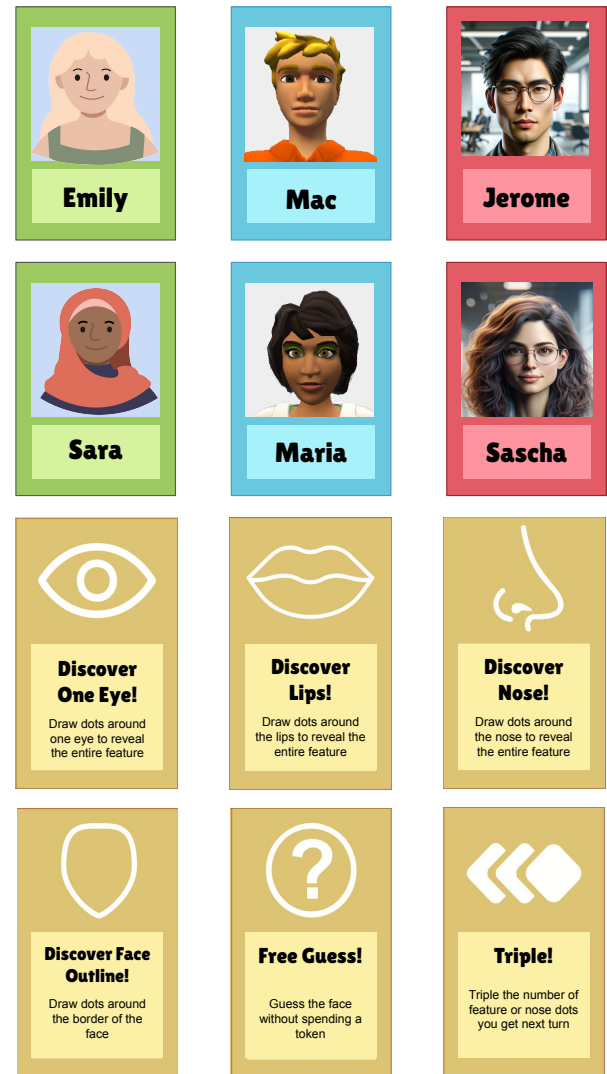 Emily
Mac
Jerome
Sara
Maria
Sascha
Discover
One Eye!
Draw dots around
one eye to reveal
the entire feature
Discover
Lips!
Draw dots around
the lips to reveal the
entire feature
Discover
Nose!
Draw dots around
the nose to reveal
the entire feature
Discover Face
Outline!
Draw dots around
the border of the
face
?
Free Guess!
Guess the face
without spending a
token
Triple!
Triple the number of
feature or nose dots
you get next turn